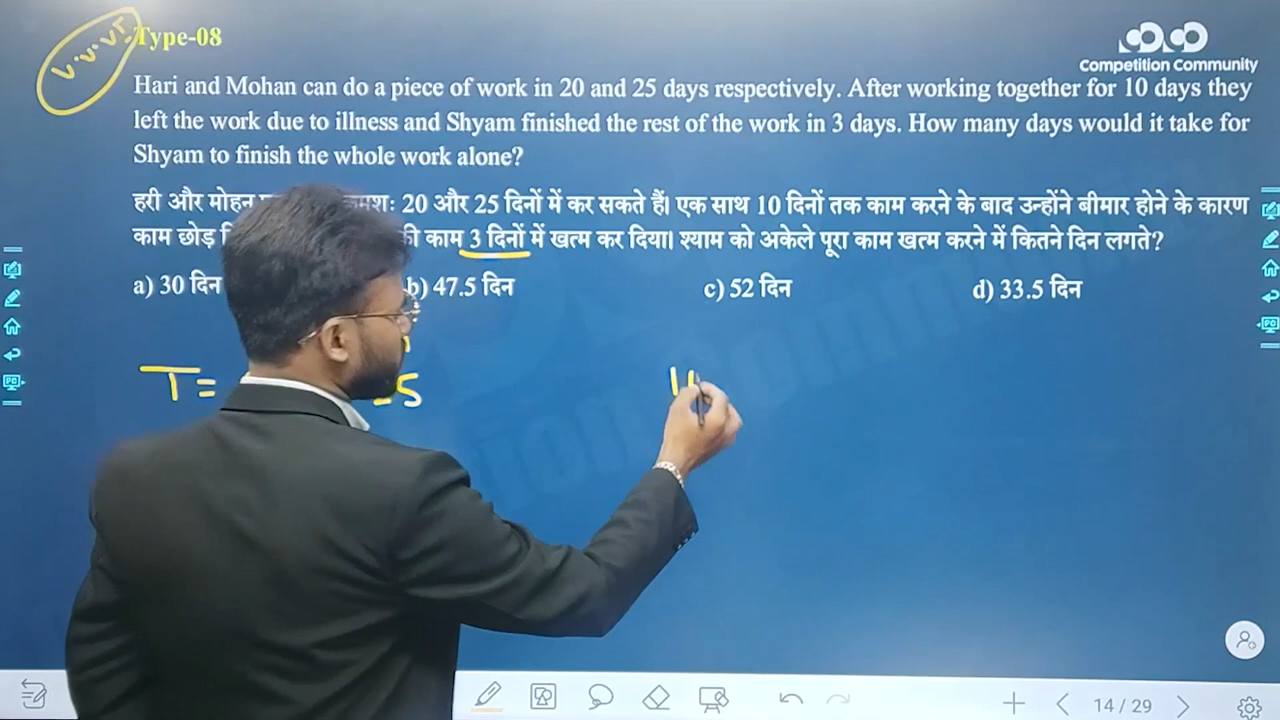 V.V.V.I
Type-08
Competition Community
Hari and Mohan can do a piece of work in 20 and 25 days respectively. After working together for 10 days they
left the work due to illness and Shyam finished the rest of the work in 3 days. How many days would it take for
Shyam to finish the whole work alone?
हरी और मोहन क्रमशः 20 और 25 दिनों में कर सकते हैं। एक साथ 10 दिनों तक काम करने के बाद उन्होंने बीमार होने के कारण
काम छोड़ काम 3 दिनों में खत्म कर दिया। श्याम को अकेले पूरा काम खत्म करने में कितने दिन लगते?
a) 30 दिन b) 47.5 दिन c) 52 दिन d) 33.5 दिन
T=
14 / 29